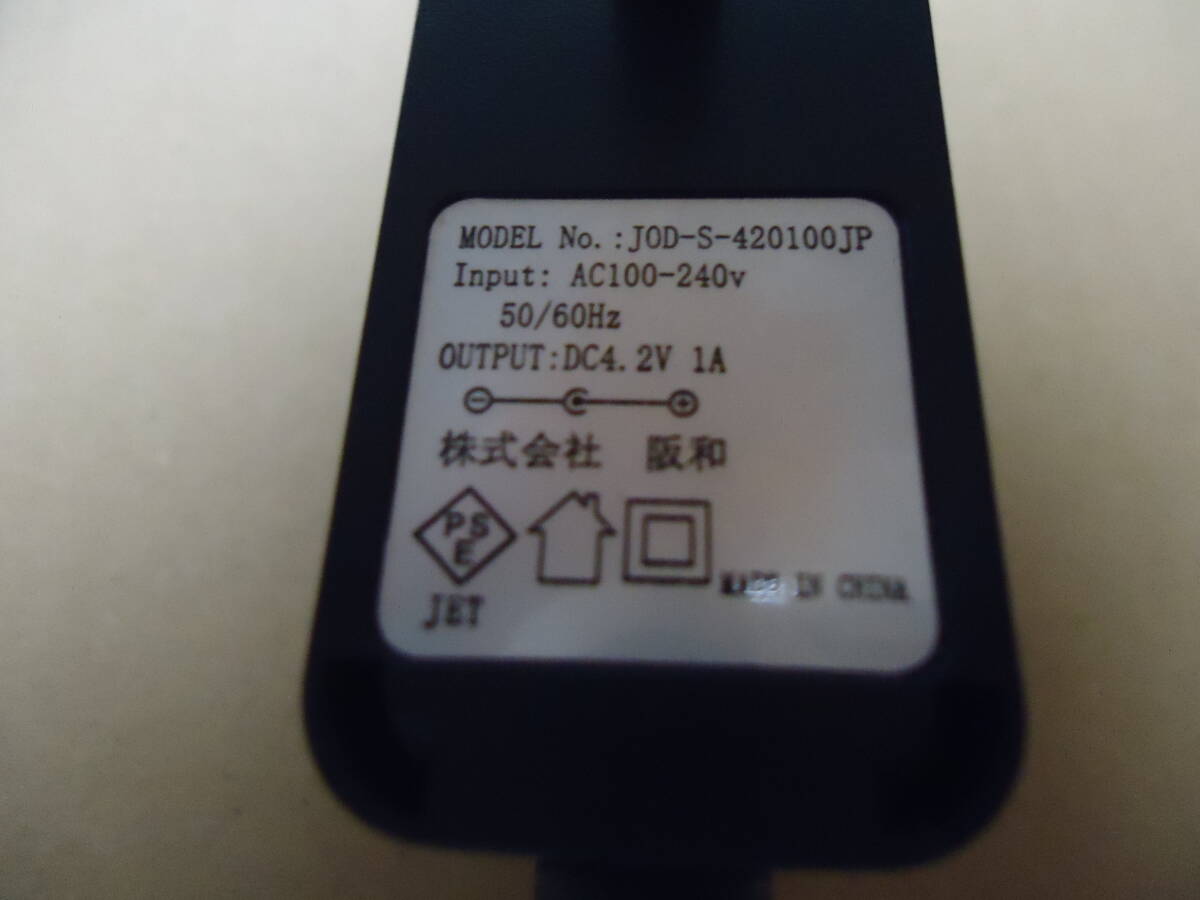 MODEL No.:JOD-S-420100JP
Input: AC100-240v
50/60Hz
OUTPUT:DC4.2V 1A
株式会社 阪和
PSE
JET
MADE IN CHINA